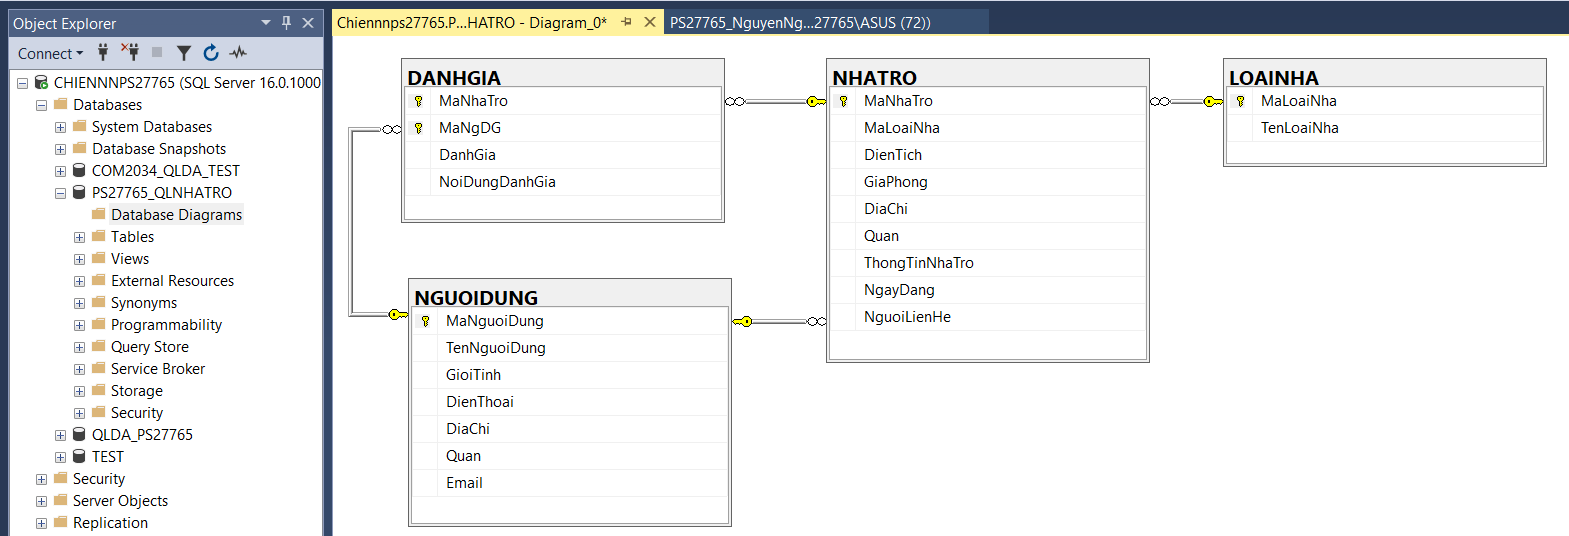 Object Explorer
Connect
CHIENNNPS27765 (SQL Server 16.0.1000
Databases
System Databases
Database Snapshots
COM2034_QLDA_TEST
PS27765_QLNHATRO
Database Diagrams
Tables
Views
External Resources
Synonyms
Programmability
Query Store
Service Broker
Storage
Security
QLDA_PS27765
TEST
Security
Server Objects
Replication
Chiennnps27765.P...HATRO - Diagram_0*
PS27765_NguyenNg...27765\ASUS (72))
DANHGIA
MaNhaTro
MaNgDG
DanhGia
NoiDungDanhGia
NGUOIDUNG
MaNguoiDung
TenNguoiDung
GioiTinh
DienThoai
DiaChi
Quan
Email
NHATRO
MaNhaTro
MaLoaiNha
DienTich
GiaPhong
DiaChi
Quan
ThongTinNhaTro
NgayDang
NguoiLienHe
LOAINHA
MaLoaiNha
TenLoaiNha